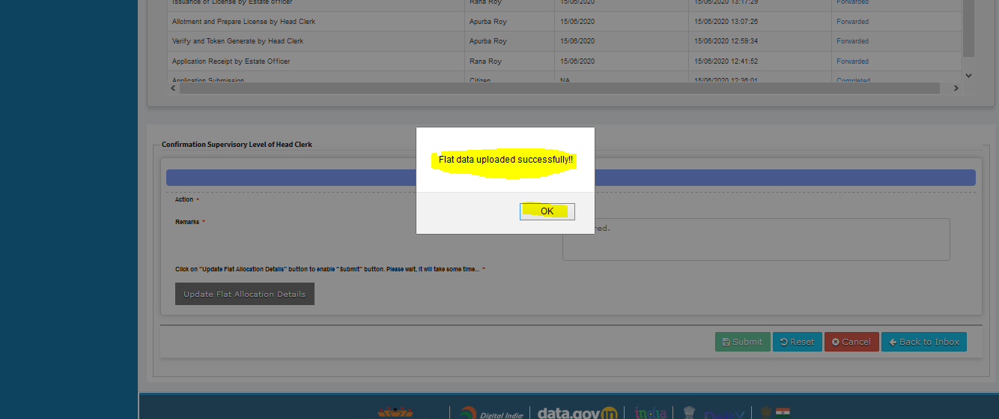 Issuance of License by Estate officer Rana Roy 15/06/2020 15/06/2020 13:17:29 Forwarded
Allotment and Prepare License by Head Clerk Apurba Roy 15/06/2020 15/06/2020 13:07:26 Forwarded
Verify and Token Generate by Head Clerk Apurba Roy 15/06/2020 15/06/2020 12:59:34 Forwarded
Application Receipt by Estate Officer Rana Roy 15/06/2020 15/06/2020 12:41:52 Forwarded
Application Submission Citizen NA 15/06/2020 12:36:01 Completed
Confirmation Supervisory Level of Head Clerk
Flat data uploaded successfully!!
OK
Action *
Remarks *
red.
Click on "Update Flat Allocation Details" button to enable "Submit" button. Please wait, it will take some time... *
Update Flat Allocation Details
Submit Reset Cancel Back to Inbox
Digital India data.gov in india